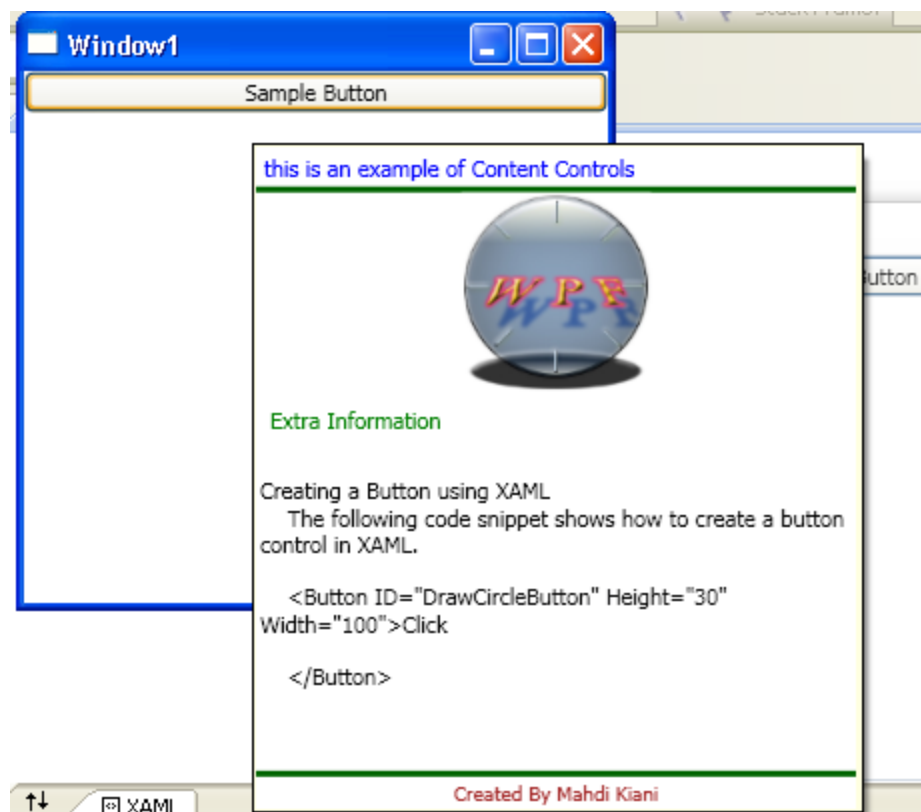 Window1
Sample Button
this is an example of Content Controls
WPF
utton
Extra Information
Creating a Button using XAML
The following code snippet shows how to create a button
control in XAML.
<Button ID="DrawCircleButton" Height="30"
Width="100">Click
</Button>
Created By Mahdi Kiani
XAML